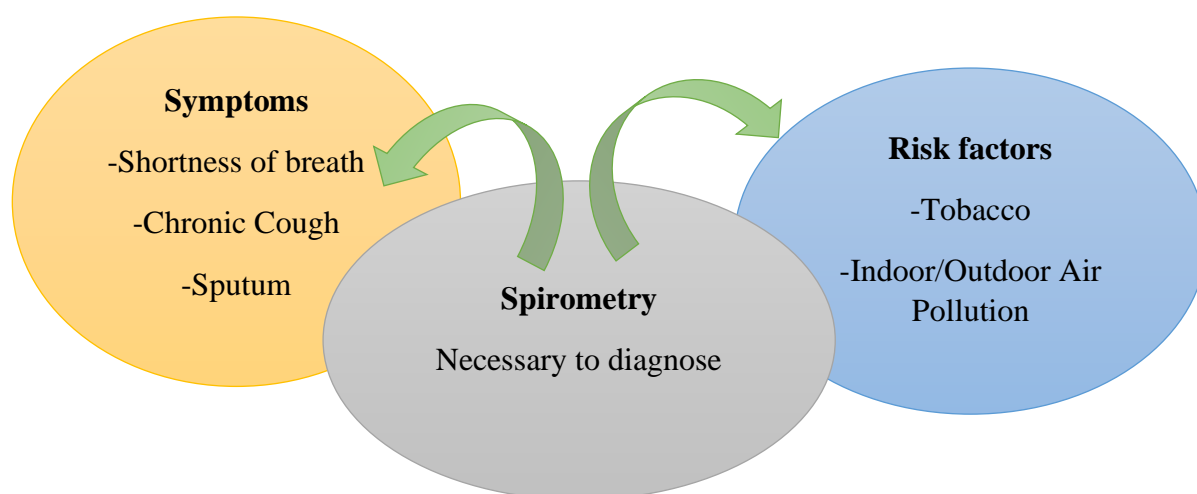 Symptoms
-Shortness of breath
-Chronic Cough
-Sputum
Spirometry
Necessary to diagnose
Risk factors
-Tobacco
-Indoor/Outdoor Air
Pollution